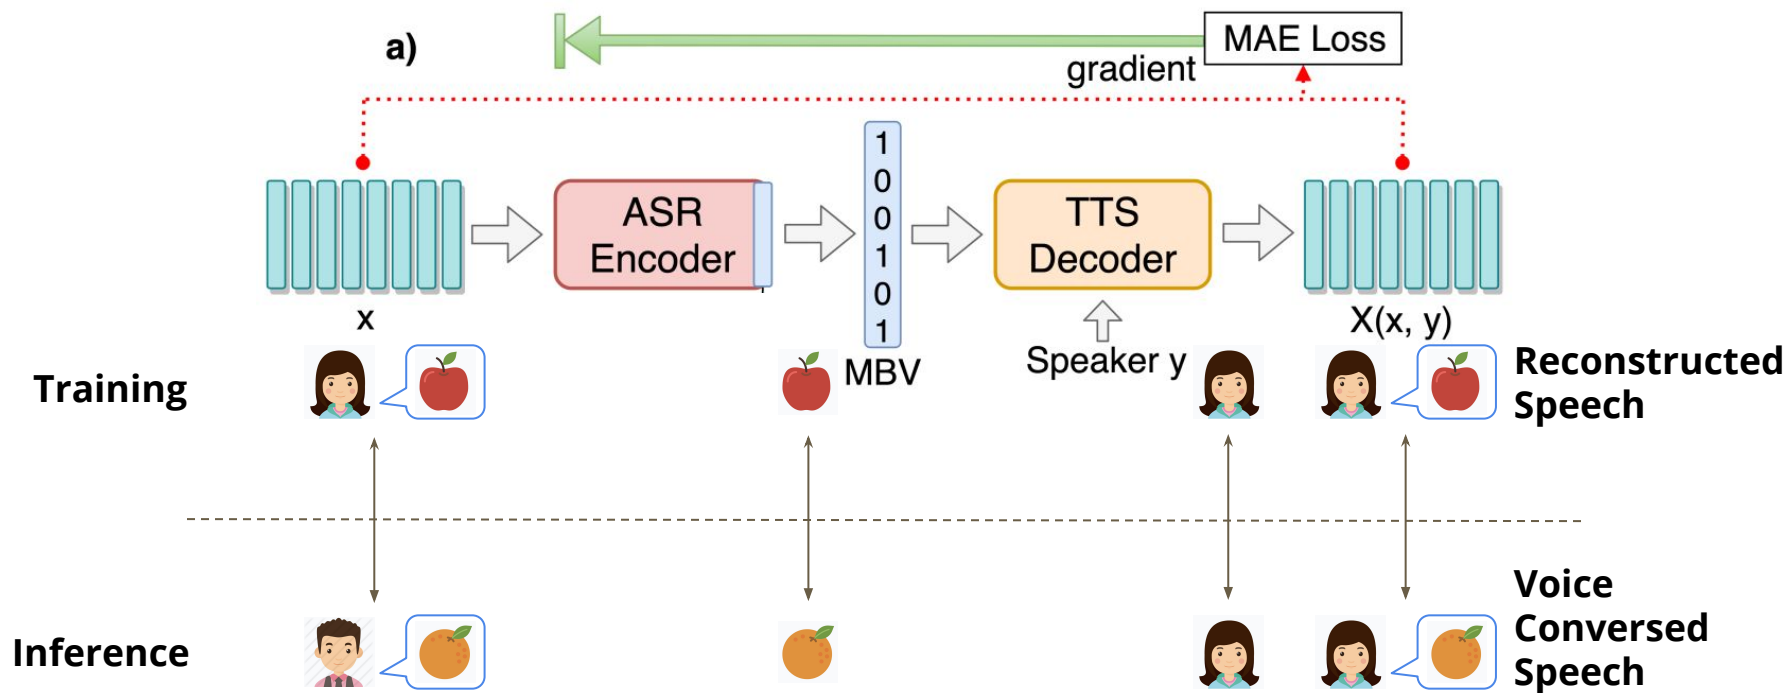 a)
MAE Loss
gradient
ASR
Encoder
1
0
0
1
0
1
MBV
TTS
Decoder
Speaker y
x
X(x, y)
Training
Reconstructed
Speech
Inference
Voice
Conversed
Speech